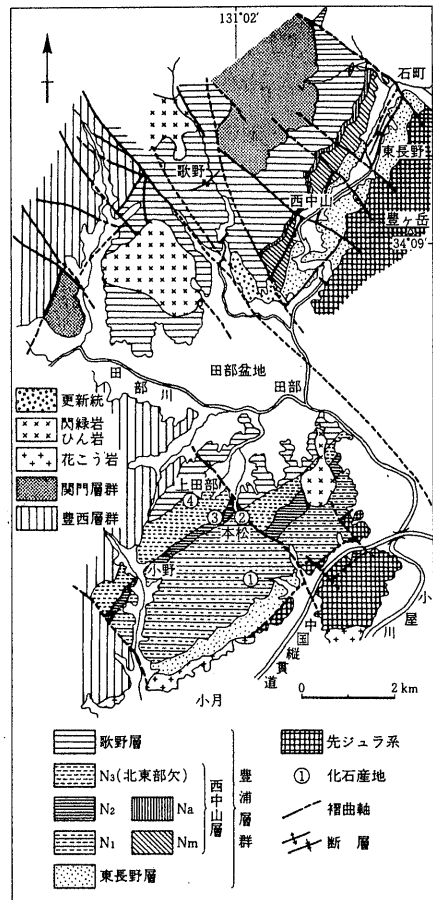 131°02′
石町
東長野
歌野
西中山
豊ヶ岳
34°09′
田部盆地
田部川
田部
更新統
閃緑岩
ひん岩
花こう岩
関門層群
豊西層群
上田部
④
③
②
本松
小野
①
中国縦貫道
小屋川
小月
0 2 km
歌野層
N₃(北東部欠)
N₂
Na
N₁
Nm
西中山層
東長野層
豊浦層群
先ジュラ系
① 化石産地
褶曲軸
断層